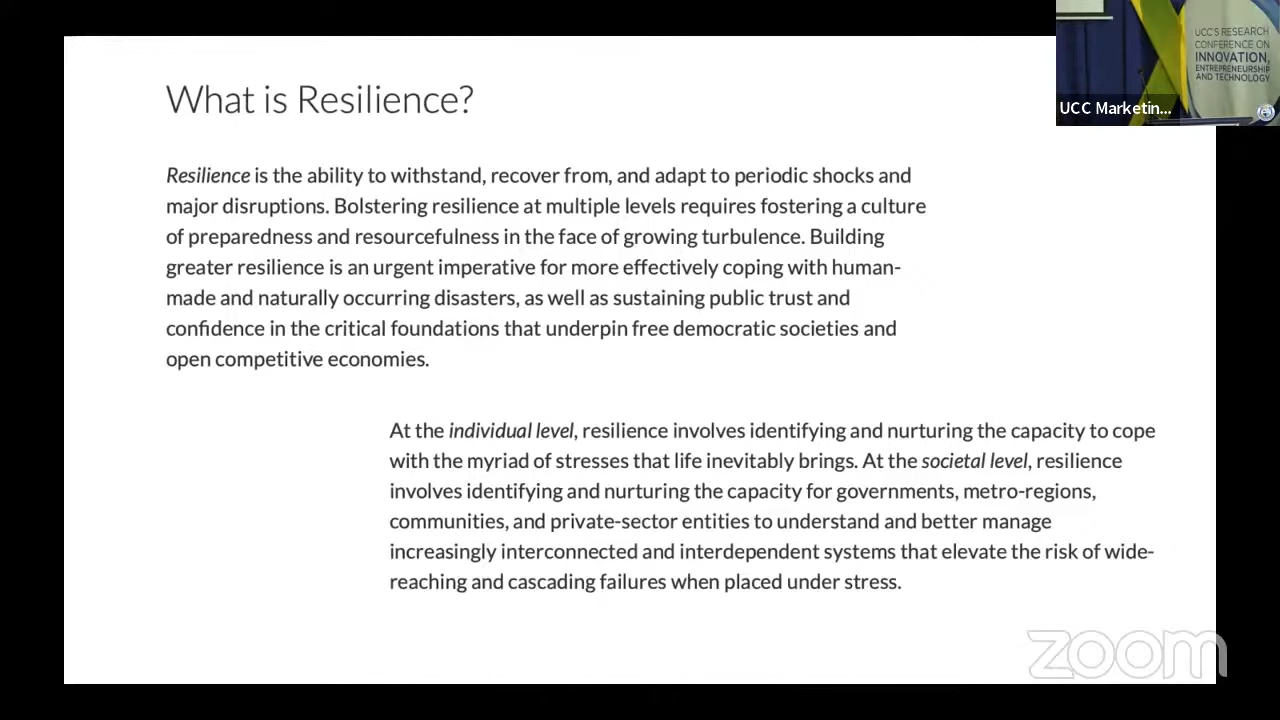 What is Resilience?
Resilience is the ability to withstand, recover from, and adapt to periodic shocks and
major disruptions. Bolstering resilience at multiple levels requires fostering a culture
of preparedness and resourcefulness in the face of growing turbulence. Building
greater resilience is an urgent imperative for more effectively coping with human-
made and naturally occurring disasters, as well as sustaining public trust and
confidence in the critical foundations that underpin free democratic societies and
open competitive economies.
At the individual level, resilience involves identifying and nurturing the capacity to cope
with the myriad of stresses that life inevitably brings. At the societal level, resilience
involves identifying and nurturing the capacity for governments, metro-regions,
communities, and private-sector entities to understand and better manage
increasingly interconnected and interdependent systems that elevate the risk of wide-
reaching and cascading failures when placed under stress.
UCC'S RESEARCH
CONFERENCE ON
INNOVATION,
ENTREPRENEURSHIP
AND TECHNOLOGY
UCC Marketin...
zoom